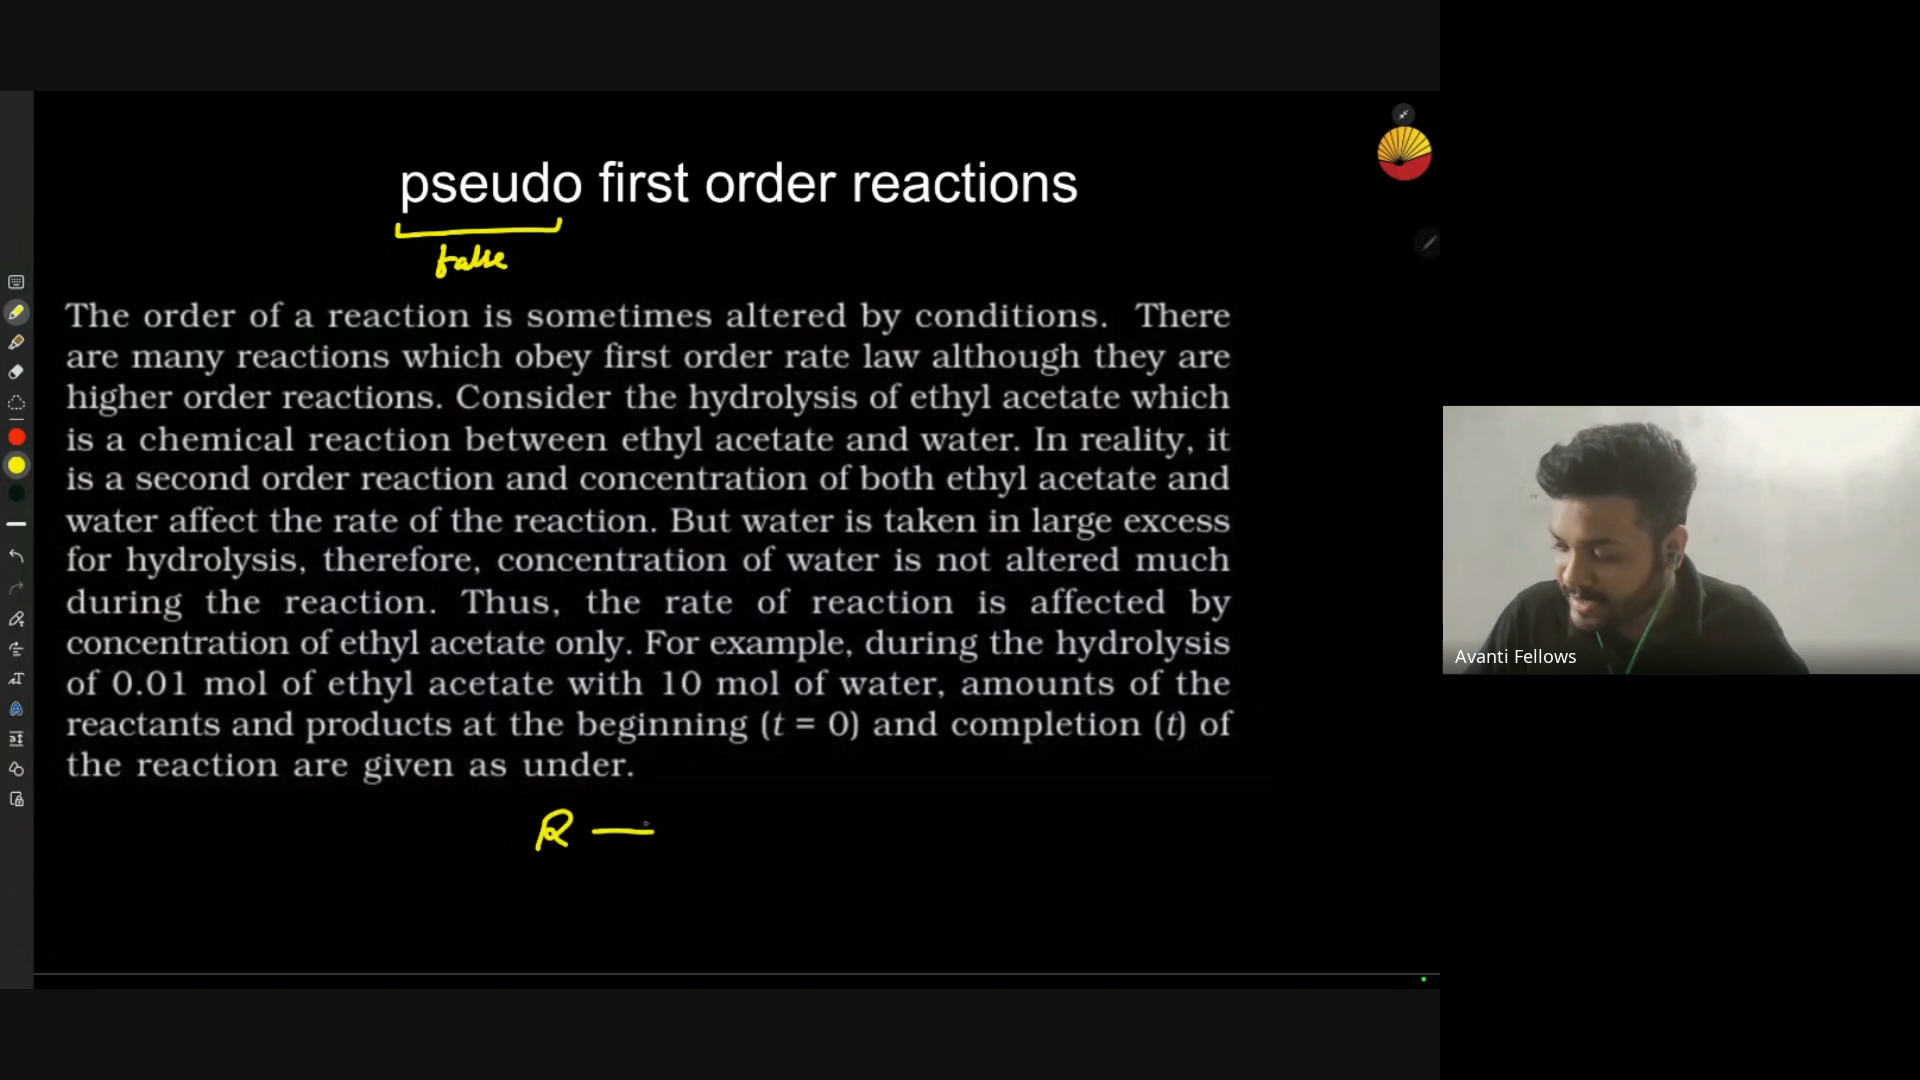 pseudo first order reactions
false
The order of a reaction is sometimes altered by conditions. There
are many reactions which obey first order rate law although they are
higher order reactions. Consider the hydrolysis of ethyl acetate which
is a chemical reaction between ethyl acetate and water. In reality, it
is a second order reaction and concentration of both ethyl acetate and
water affect the rate of the reaction. But water is taken in large excess
for hydrolysis, therefore, concentration of water is not altered much
during the reaction. Thus, the rate of reaction is affected by
concentration of ethyl acetate only. For example, during the hydrolysis
of 0.01 mol of ethyl acetate with 10 mol of water, amounts of the
reactants and products at the beginning (t = 0) and completion (t) of
the reaction are given as under.
R —
Avanti Fellows